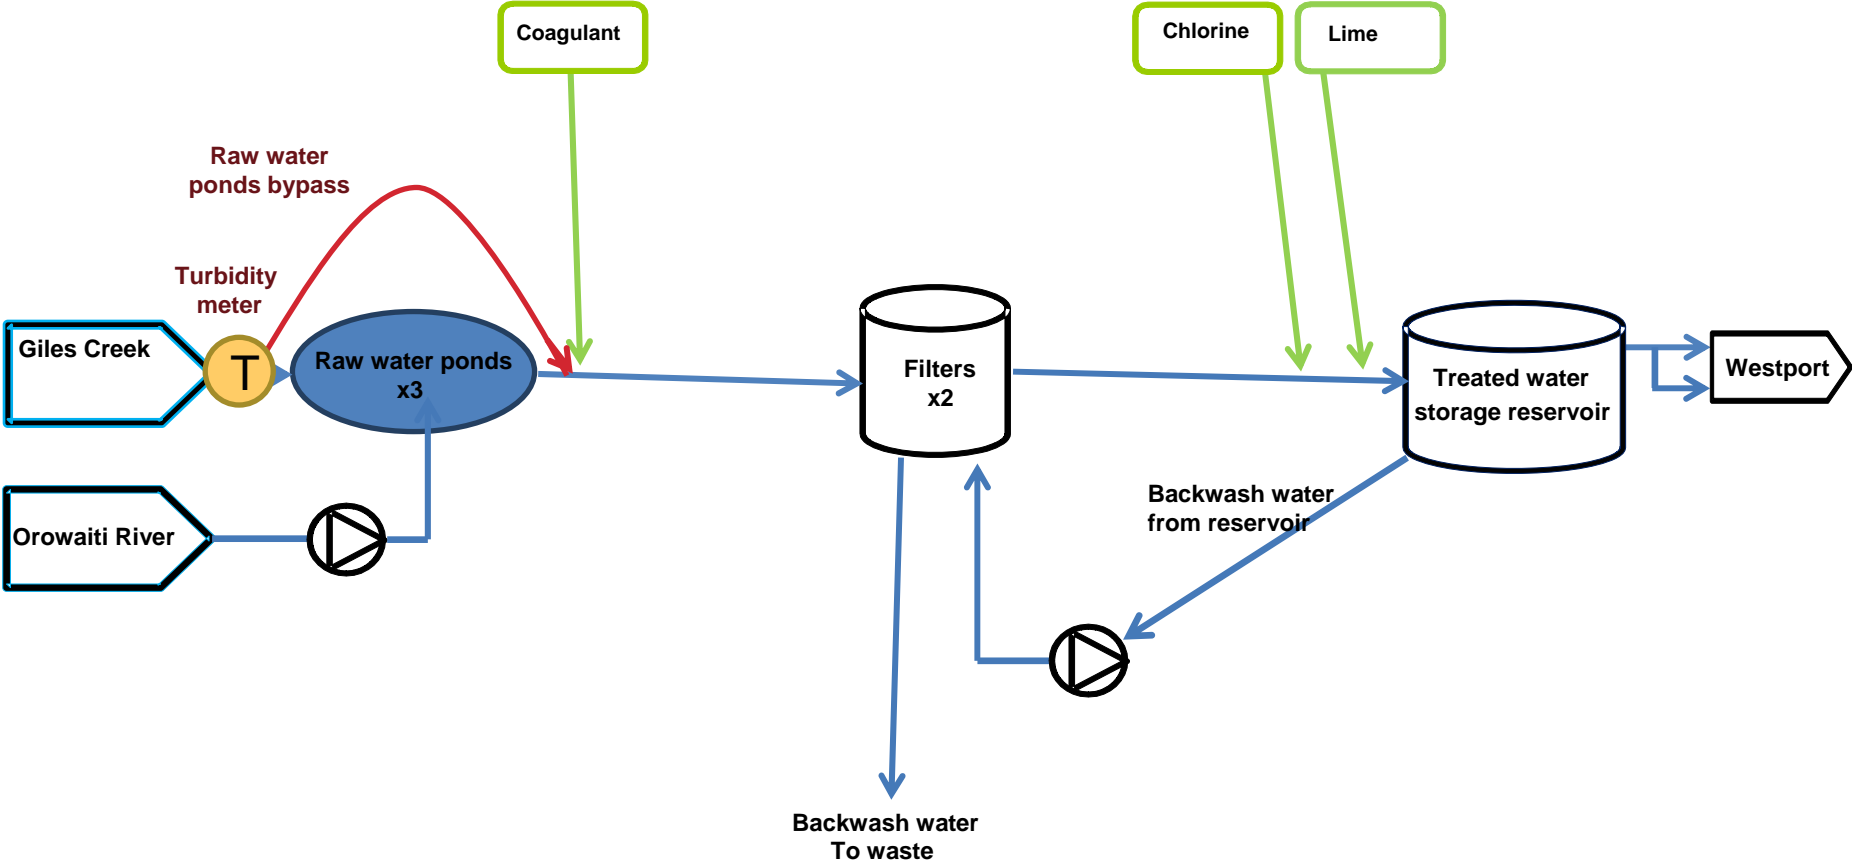 Coagulant
Chlorine
Lime
Raw water
ponds bypass
Turbidity
meter
Giles Creek
T
Raw water ponds
x3
Filters
x2
Treated water
storage reservoir
Westport
Orowaiti River
Backwash water
from reservoir
Backwash water
To waste